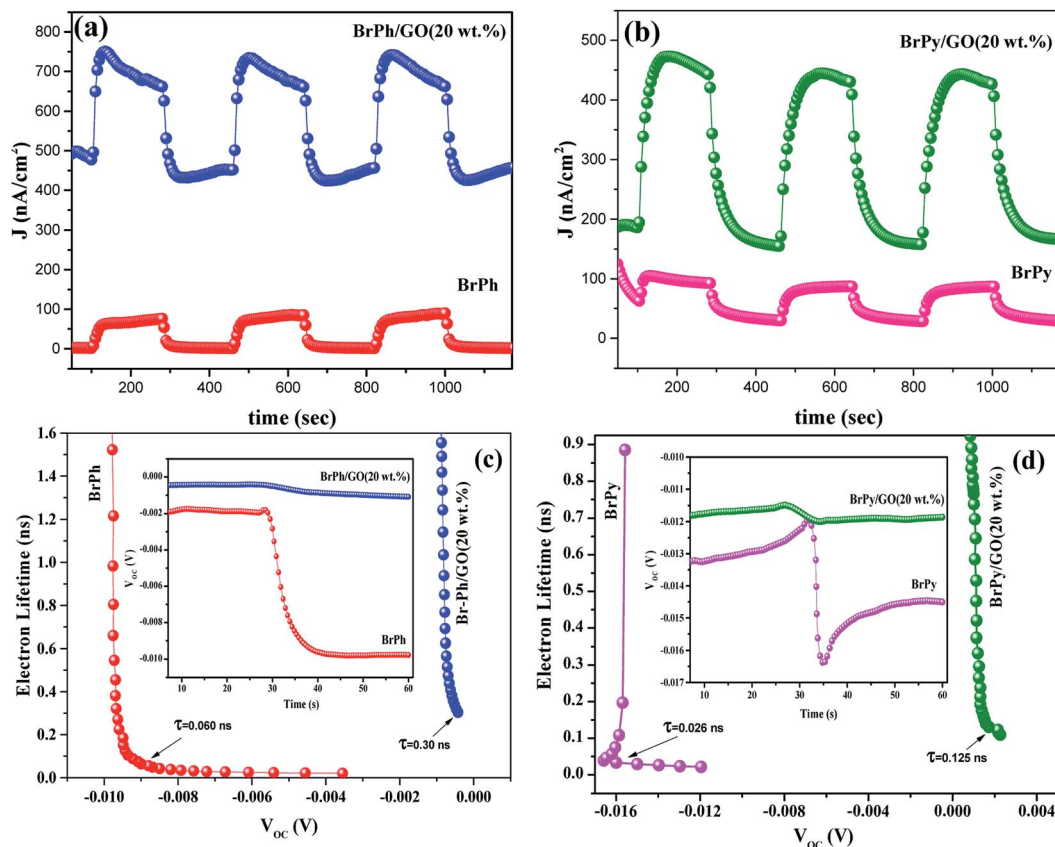 (a)
BrPh/GO(20 wt.%)
800
700
600
500
400
300
200
100
0
J (nA/cm2)
BrPh
200
400
600
800
1000
time (sec)
(b)
BrPy/GO(20 wt.%)
500
400
300
200
100
0
J (nA/cm2)
BrPy
200
400
600
800
1000
time (sec)
(c)
1.6
1.4
1.2
1.0
0.8
0.6
0.4
0.2
0.0
Electron Lifetime (ns)
BrPh
Br-Ph/GO(20 wt.%)
BrPh/GO(20 wt.%)
0.000
-0.002
-0.004
-0.006
-0.008
-0.010
VOC (V)
BrPh
10
20
30
40
50
60
Time (s)
τ=0.060 ns
τ=0.30 ns
-0.010
-0.008
-0.006
-0.004
-0.002
0.000
VOC (V)
(d)
0.9
0.8
0.7
0.6
0.5
0.4
0.3
0.2
0.1
0.0
Electron Lifetime (ns)
BrPy
BrPy/GO(20 wt.%)
-0.010
-0.011
-0.012
-0.013
-0.014
-0.015
-0.016
-0.017
VOC (V)
BrPy/GO(20 wt.%)
BrPy
10
20
30
40
50
60
Time (s)
τ=0.026 ns
τ=0.125 ns
-0.016
-0.012
-0.008
-0.004
0.000
0.004
VOC (V)